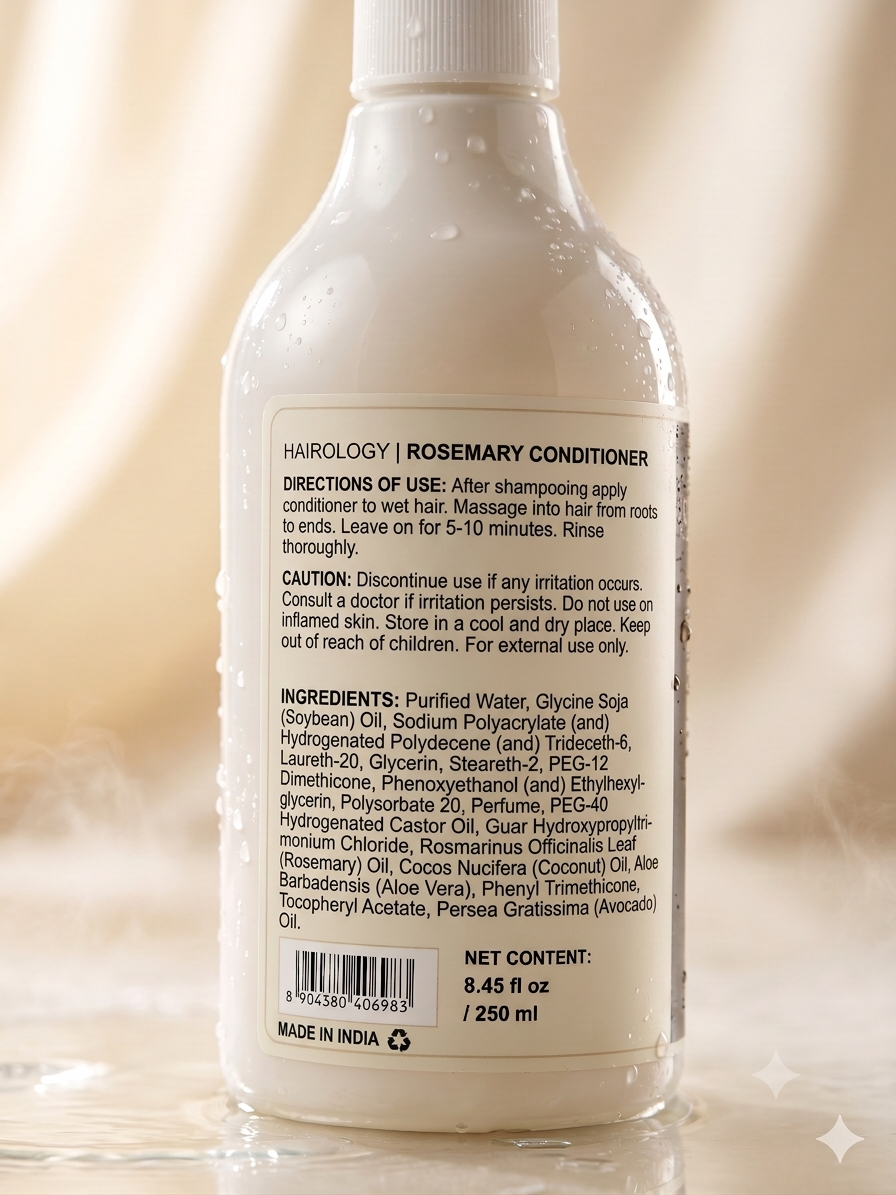 HAIROLOGY | ROSEMARY CONDITIONER
DIRECTIONS OF USE: After shampooing apply
conditioner to wet hair. Massage into hair from roots
to ends. Leave on for 5-10 minutes. Rinse
thoroughly.
CAUTION: Discontinue use if any irritation occurs.
Consult a doctor if irritation persists. Do not use on
inflamed skin. Store in a cool and dry place. Keep
out of reach of children. For external use only.
INGREDIENTS: Purified Water, Glycine Soja
(Soybean) Oil, Sodium Polyacrylate (and)
Hydrogenated Polydecene (and) Trideceth-6,
Laureth-20, Glycerin, Steareth-2, PEG-12
Dimethicone, Phenoxyethanol (and) Ethylhexyl-
glycerin, Polysorbate 20, Perfume, PEG-40
Hydrogenated Castor Oil, Guar Hydroxypropyltri-
monium Chloride, Rosmarinus Officinalis Leaf
(Rosemary) Oil, Cocos Nucifera (Coconut) Oil, Aloe
Barbadensis (Aloe Vera), Phenyl Trimethicone,
Tocopheryl Acetate, Persea Gratissima (Avocado)
Oil.
8 904380 406983
MADE IN INDIA
NET CONTENT:
8.45 fl oz
/ 250 ml